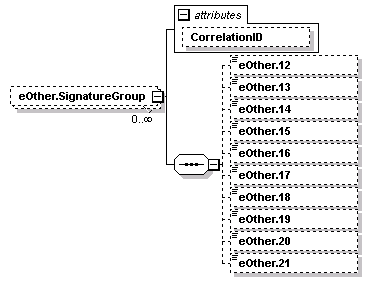 attributes
CorrelationID
eOther.SignatureGroup
0..∞
eOther.12
eOther.13
eOther.14
eOther.15
eOther.16
eOther.17
eOther.18
eOther.19
eOther.20
eOther.21